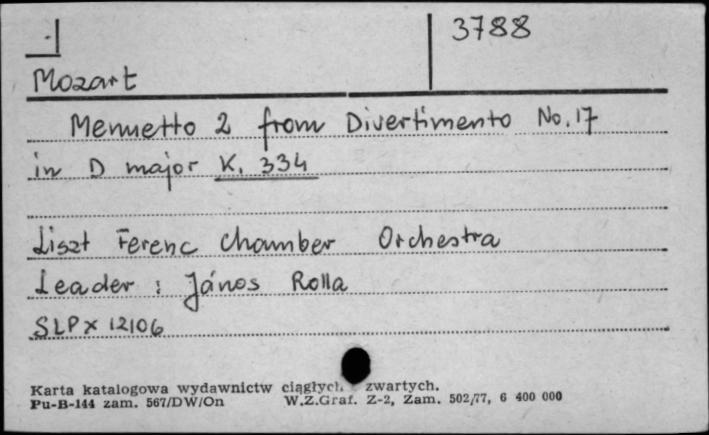 3788
Mozart
Menuetto 2 from Divertimento No.17
in D major K. 334
Liszt Ferenc Chamber Orchestra
Leader : János Rolla
SLPX 12106
Karta katalogowa wydawnictw ciągłych zwartych.
Pu-B-144 zam. 567/DW/On W.Z.Graf. Z-2, Zam. 502/77, 6 400 000